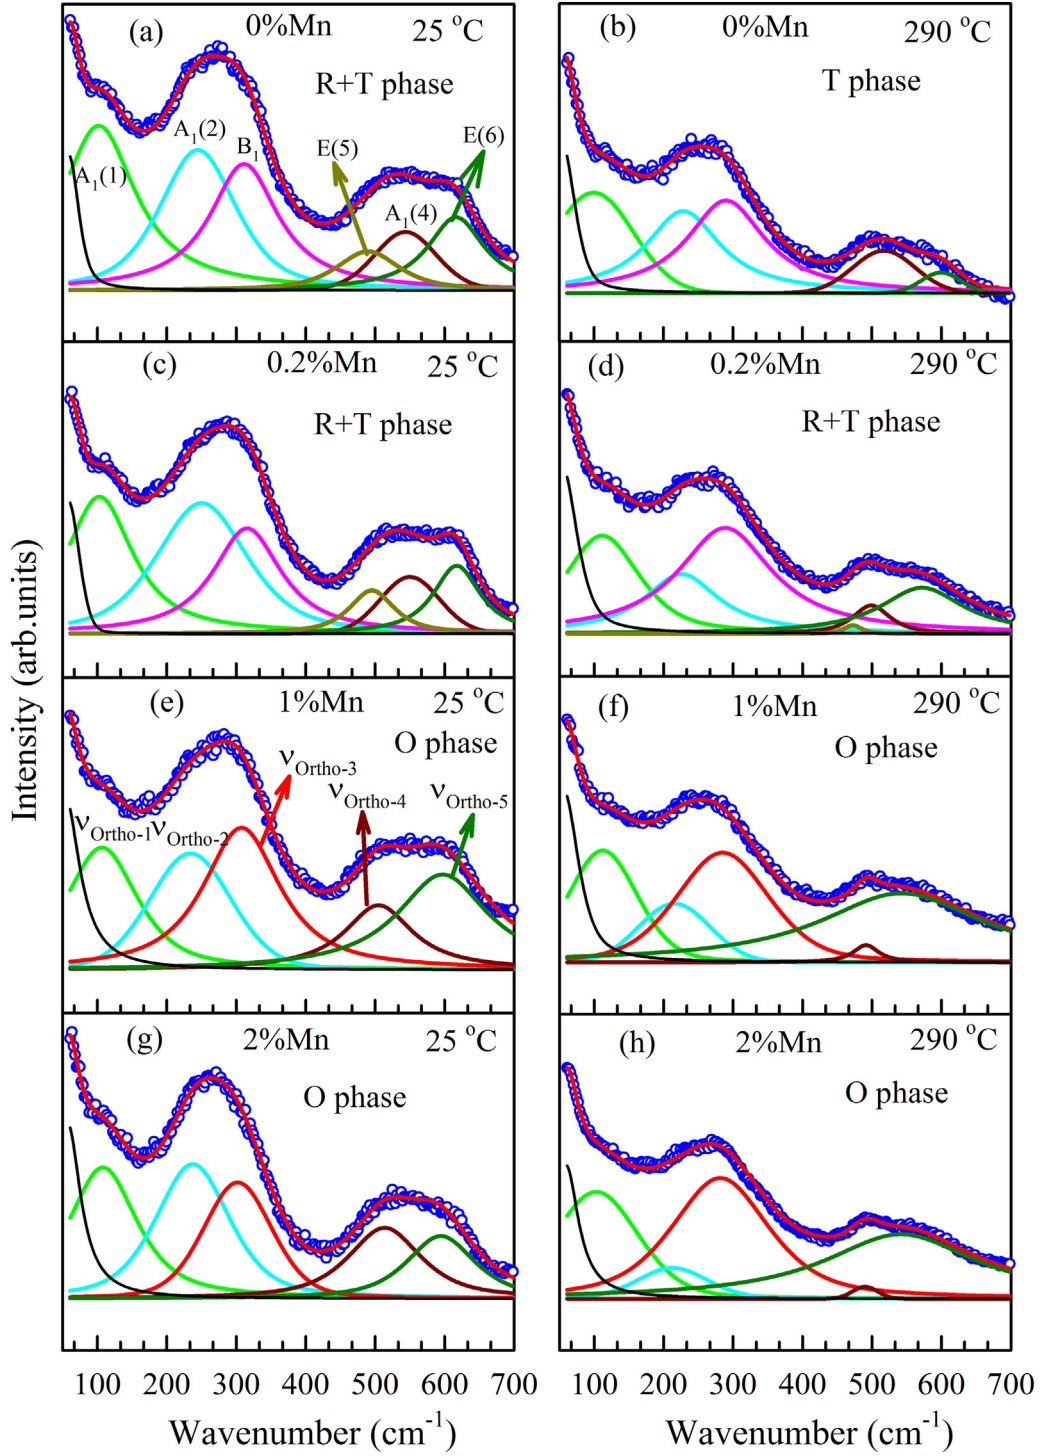 (a) 0%Mn 25 °C
R+T phase
A₁(1) A₁(2) B₁ E(5) A₁(4) E(6)
(b) 0%Mn 290 °C
T phase
(c) 0.2%Mn 25 °C
R+T phase
(d) 0.2%Mn 290 °C
R+T phase
(e) 1%Mn 25 °C
O phase
νOrtho-1 νOrtho-2 νOrtho-3 νOrtho-4 νOrtho-5
(f) 1%Mn 290 °C
O phase
(g) 2%Mn 25 °C
O phase
(h) 2%Mn 290 °C
O phase
Intensity (arb.units)
100 200 300 400 500 600 700
100 200 300 400 500 600 700
Wavenumber (cm⁻¹)
Wavenumber (cm⁻¹)